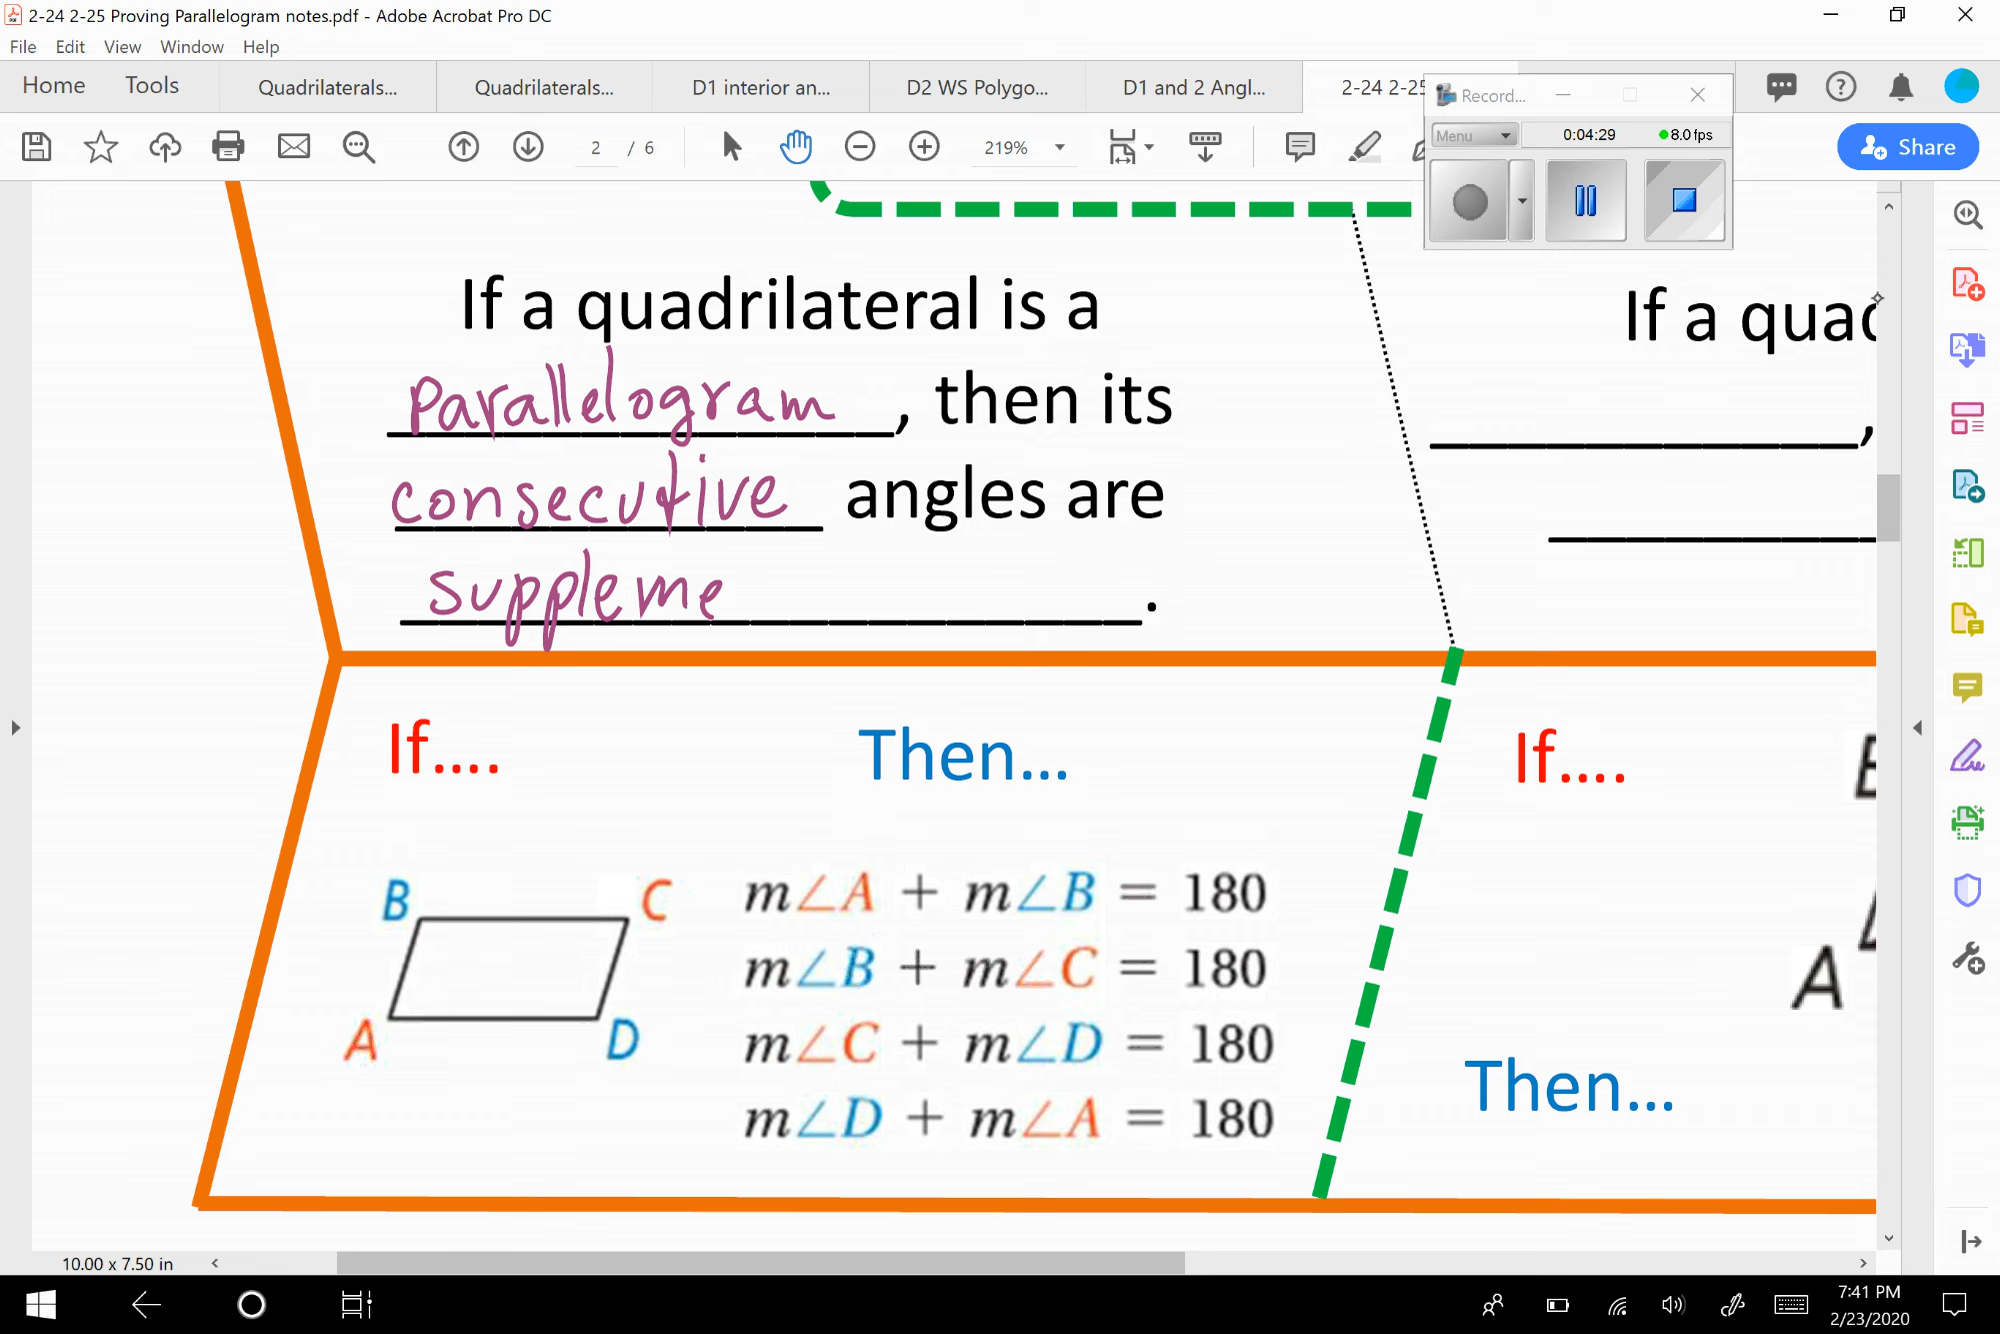 2-24 2-25 Proving Parallelogram notes.pdf - Adobe Acrobat Pro DC
File Edit View Window Help
Home Tools Quadrilaterals... Quadrilaterals... D1 interior an... D2 WS Polygo... D1 and 2 Angl... 2-24 2-25
Record...
Menu 0:04:29 8.0 fps
2 / 6 219% Share
If a quadrilateral is a
parallelogram, then its
consecutive angles are
suppleme.
If a quad
,
If.... Then...
B C
A D
m∠A + m∠B = 180
m∠B + m∠C = 180
m∠C + m∠D = 180
m∠D + m∠A = 180
If....
A
Then...
10.00 x 7.50 in
7:41 PM
2/23/2020